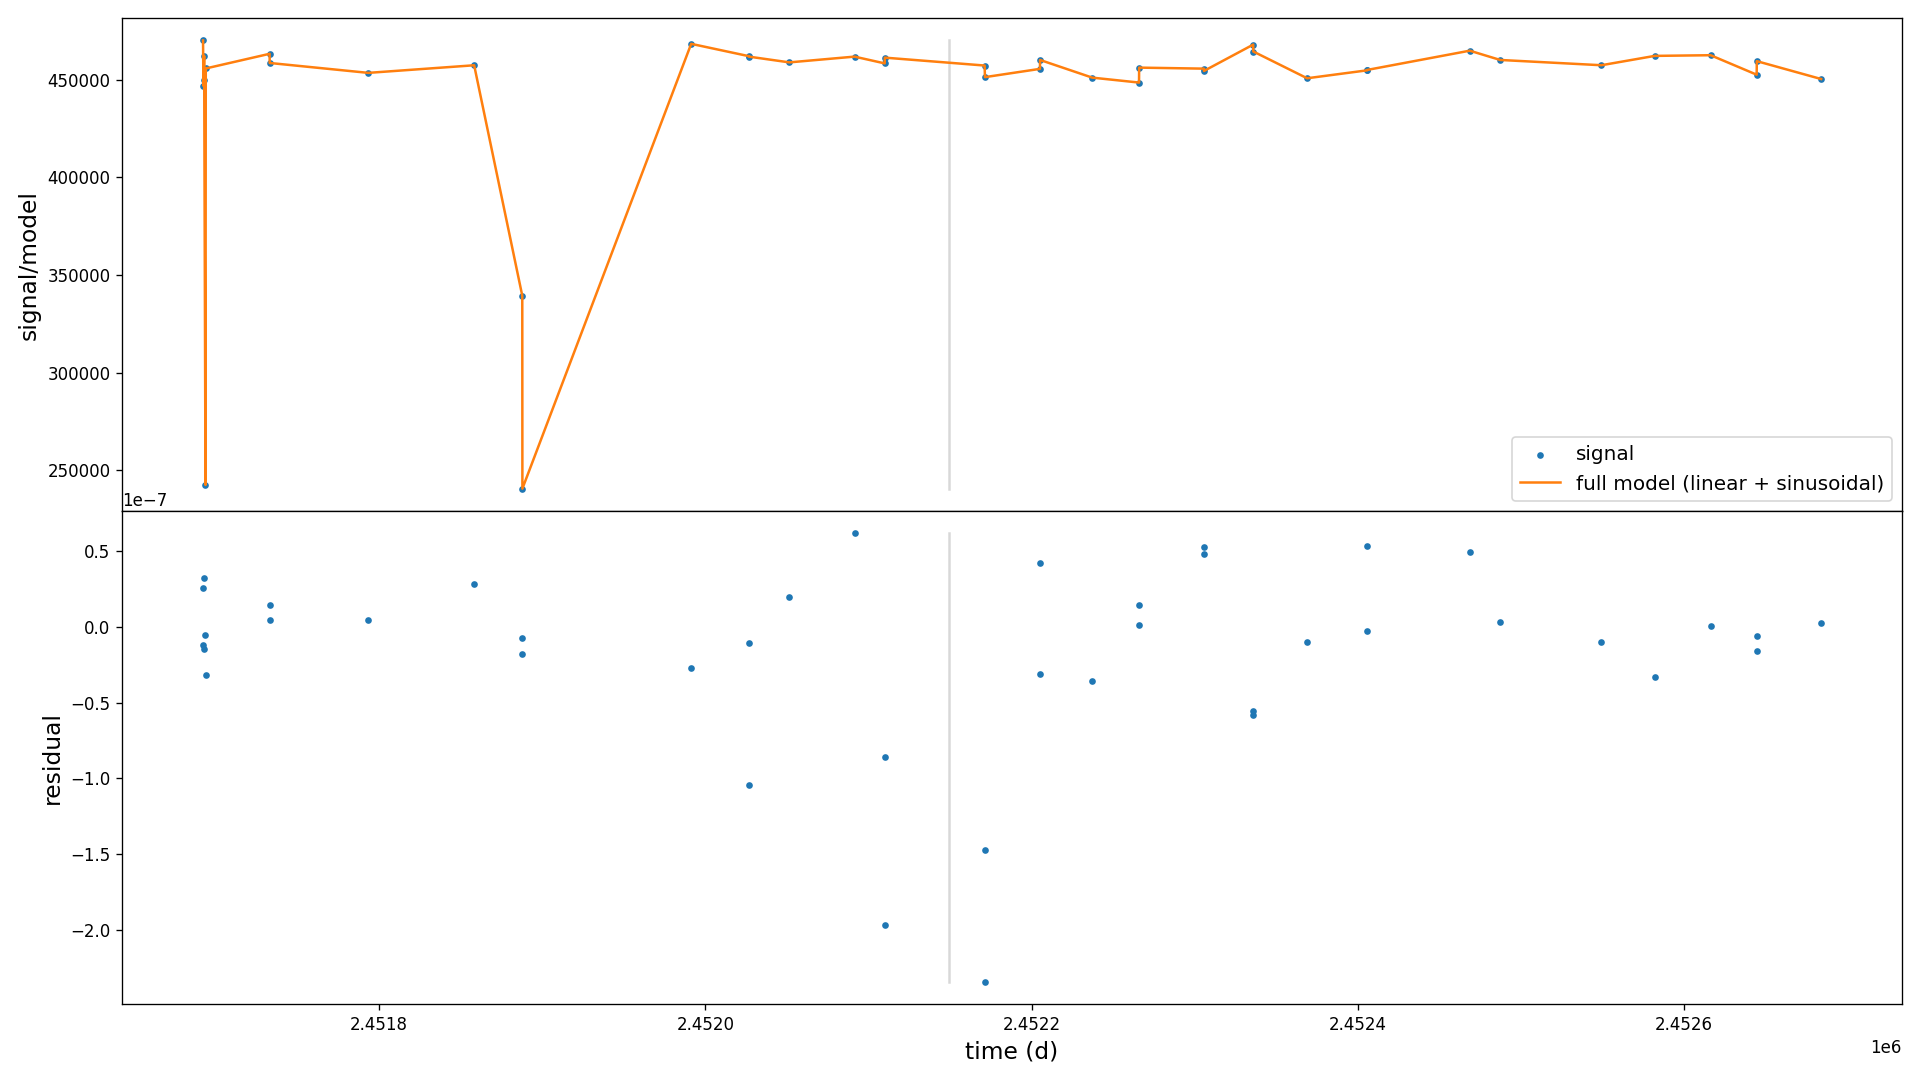 signal/model
450000
400000
350000
300000
250000
signal
full model (linear + sinusoidal)
1e−7
residual
0.5
0.0
−0.5
−1.0
−1.5
−2.0
2.4518
2.4520
2.4522
2.4524
2.4526
time (d)
1e6